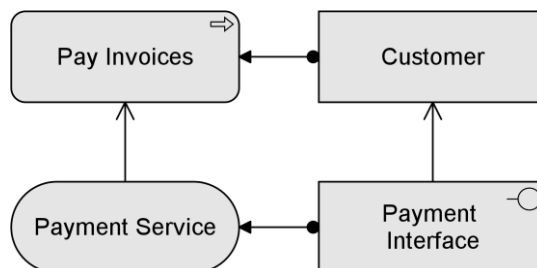 Pay Invoices
Customer
Payment Service
Payment
Interface